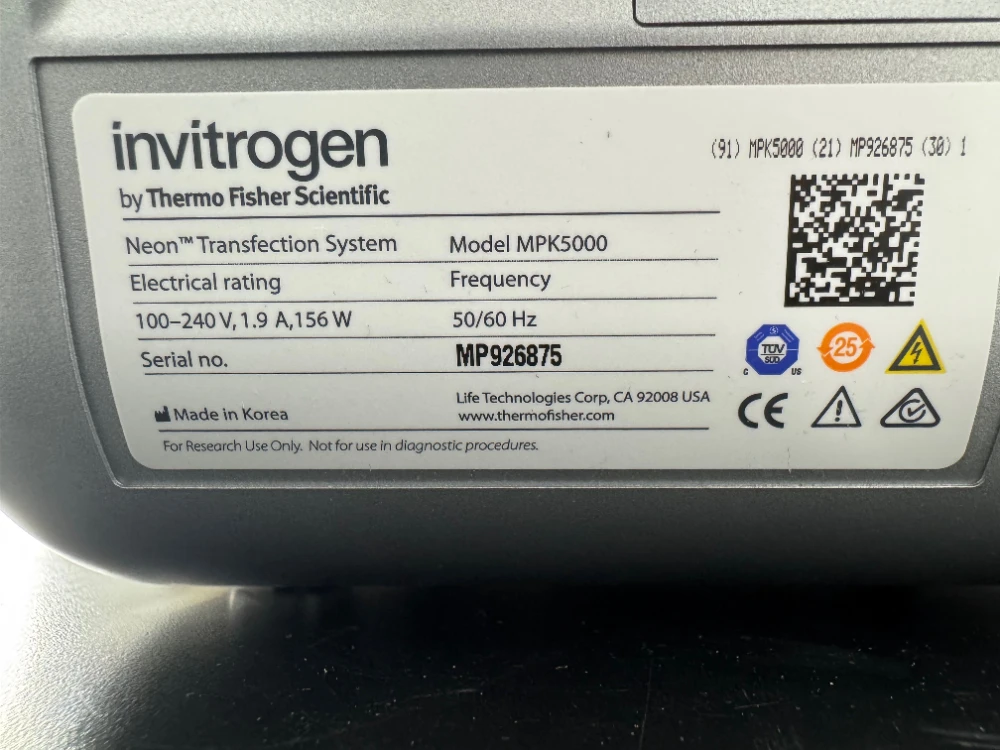 invitrogen
by Thermo Fisher Scientific
(91) MPK5000 (21) MP926875 (30) 1
Neon™ Transfection System Model MPK5000
Electrical rating Frequency
100–240 V, 1.9 A,156 W 50/60 Hz
Serial no. MP926875
TÜV
SÜD
C US
25
Made in Korea
Life Technologies Corp, CA 92008 USA
www.thermofisher.com
CE
For Research Use Only. Not for use in diagnostic procedures.